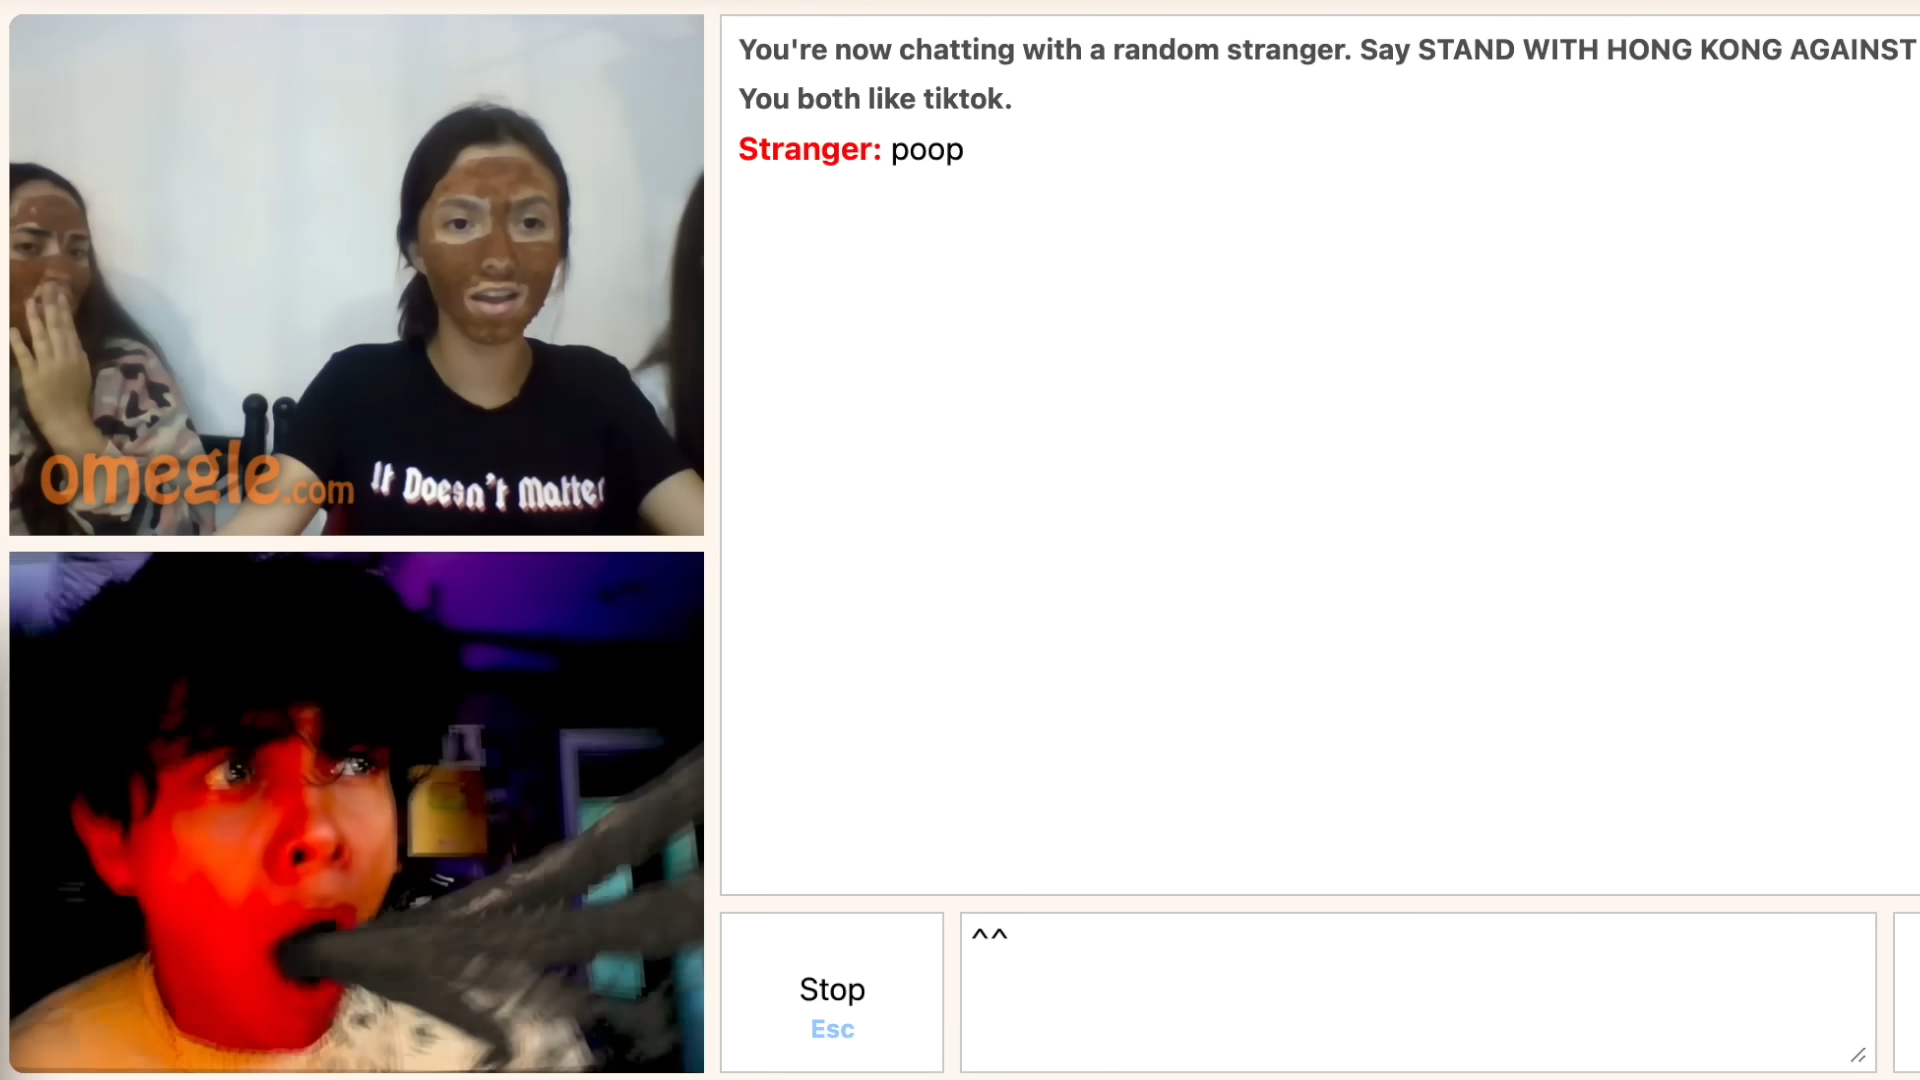 You're now chatting with a random stranger. Say STAND WITH HONG KONG AGAINST
You both like tiktok.
Stranger: poop
omegle.com
It Doesn't Matter
Stop
Esc
^^